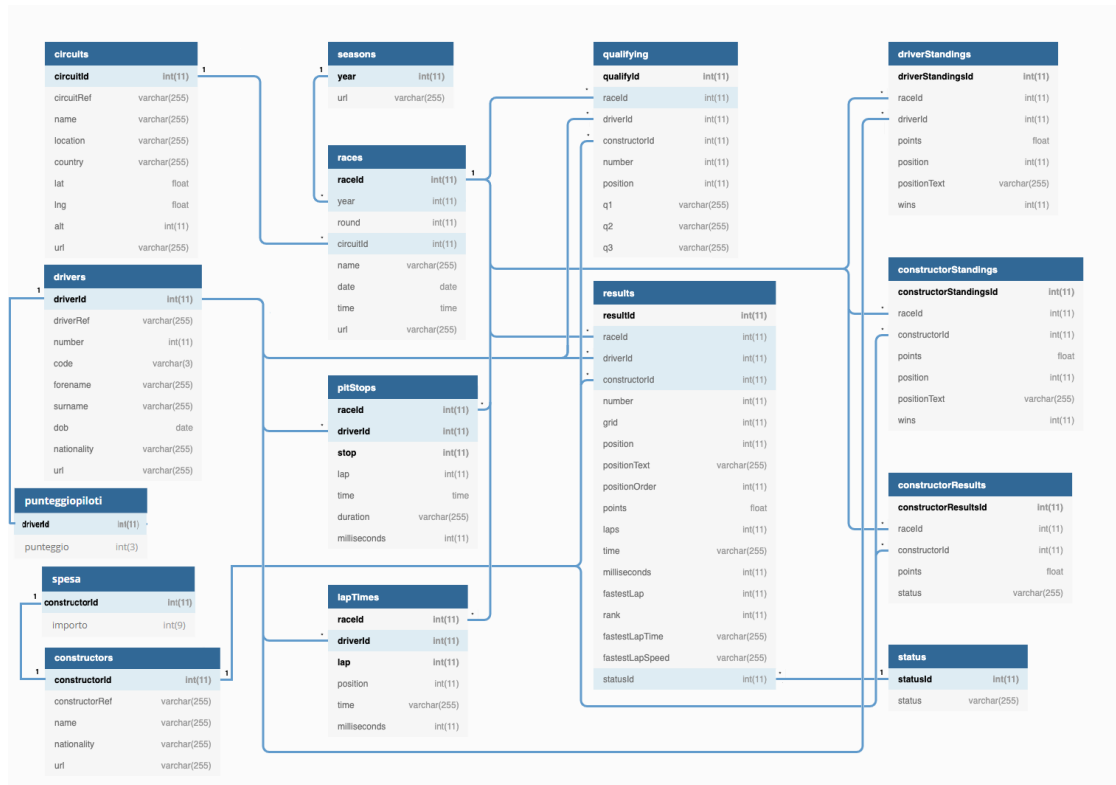 circuits
circuitId int(11)
circuitRef varchar(255)
name varchar(255)
location varchar(255)
country varchar(255)
lat float
lng float
alt int(11)
url varchar(255)
1
drivers
1
driverId int(11)
driverRef varchar(255)
number int(11)
code varchar(3)
forename varchar(255)
surname varchar(255)
dob date
nationality varchar(255)
url varchar(255)
punteggiopiloti
driverId int(11)
punteggio int(3)
spesa
1
constructorId int(11)
importo int(9)
constructors
1
constructorId int(11)
1
constructorRef varchar(255)
name varchar(255)
nationality varchar(255)
url varchar(255)
seasons
1
year int(11)
url varchar(255)
races
raceId int(11)
1
* year int(11)
round int(11)
* circuitId int(11)
name varchar(255)
date date
time time
url varchar(255)
pitStops
raceId int(11) *
* driverId int(11)
stop int(11)
lap int(11)
time time
duration varchar(255)
milliseconds int(11)
lapTimes
raceId int(11) *
* driverId int(11)
lap int(11)
position int(11)
time varchar(255)
milliseconds int(11)
qualifying
qualifyId int(11)
* raceId int(11)
* driverId int(11)
* constructorId int(11)
number int(11)
position int(11)
q1 varchar(255)
q2 varchar(255)
q3 varchar(255)
results
resultId int(11)
* raceId int(11)
* driverId int(11)
* constructorId int(11)
number int(11)
grid int(11)
position int(11)
positionText varchar(255)
positionOrder int(11)
points float
laps int(11)
time varchar(255)
milliseconds int(11)
fastestLap int(11)
rank int(11)
fastestLapTime varchar(255)
fastestLapSpeed varchar(255)
statusId int(11) *
driverStandings
driverStandingsId int(11)
* raceId int(11)
* driverId int(11)
points float
position int(11)
positionText varchar(255)
wins int(11)
constructorStandings
constructorStandingsId int(11)
* raceId int(11)
* constructorId int(11)
points float
position int(11)
positionText varchar(255)
wins int(11)
constructorResults
constructorResultsId int(11)
* raceId int(11)
* constructorId int(11)
points float
status varchar(255)
status
1
statusId int(11)
status varchar(255)